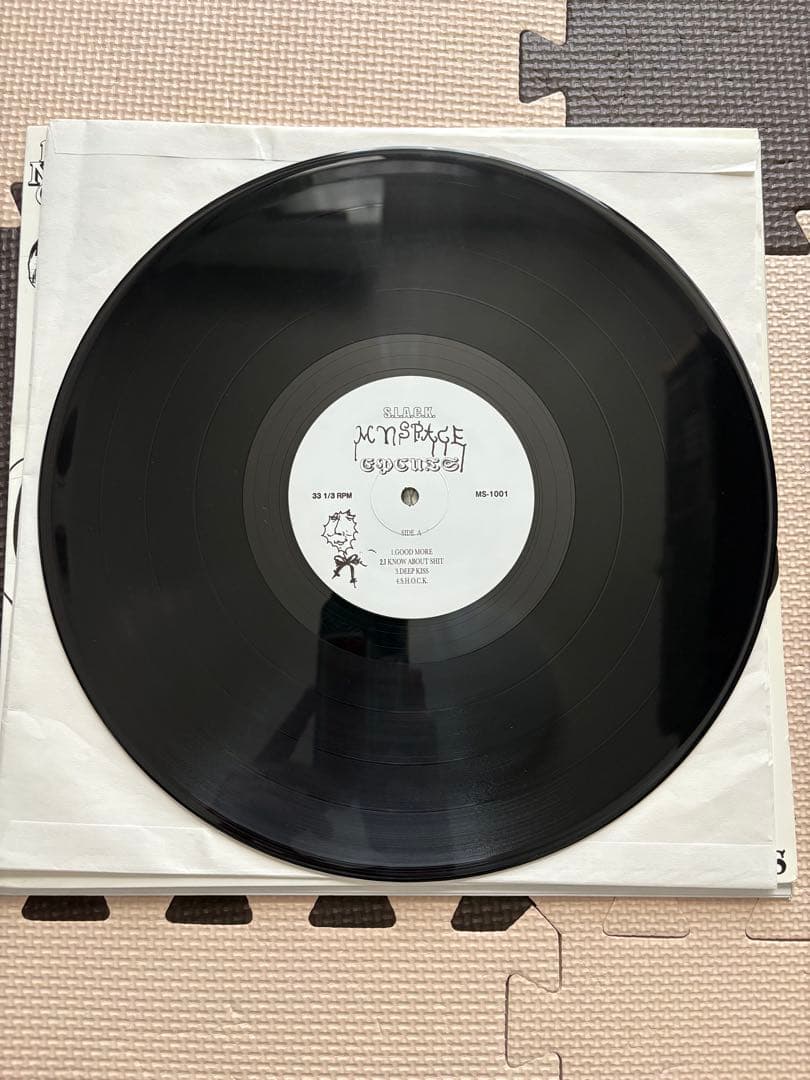 S.L.A.C.K.
MYSPACE
33 1/3 RPM
MS-1001
SIDE. A
1.GOOD MORE
2.I KNOW ABOUT SHIT
3.DEEP KISS
4.S.H.O.C.K.
S